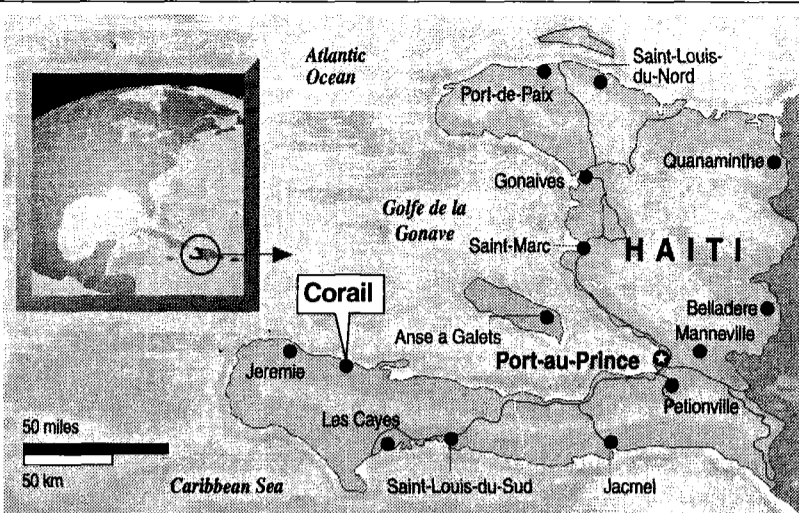 Atlantic
Ocean
Saint-Louis-
du-Nord
Port-de-Paix
Quanaminthe
Gonaives
Golfe de la
Gonave
Saint-Marc
HAITI
Corail
Belladere
Anse a Galets
Manneville
Port-au-Prince
Jeremie
Petionville
50 miles
Les Cayes
50 km
Caribbean Sea
Saint-Louis-du-Sud
Jacmel